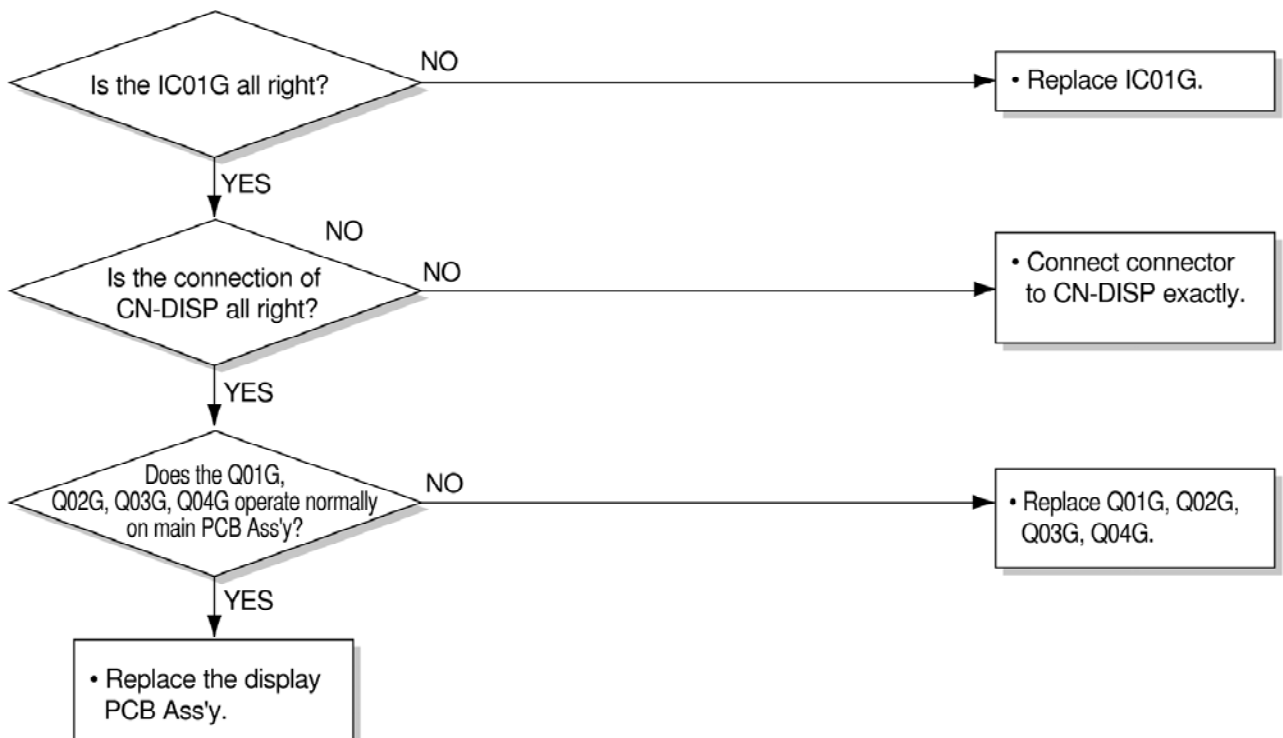 Is the IC01G all right?
NO
• Replace IC01G.
YES
NO
Is the connection of
CN-DISP all right?
NO
• Connect connector
to CN-DISP exactly.
YES
Does the Q01G,
Q02G, Q03G, Q04G operate normally
on main PCB Ass'y?
NO
• Replace Q01G, Q02G,
Q03G, Q04G.
YES
• Replace the display
PCB Ass'y.